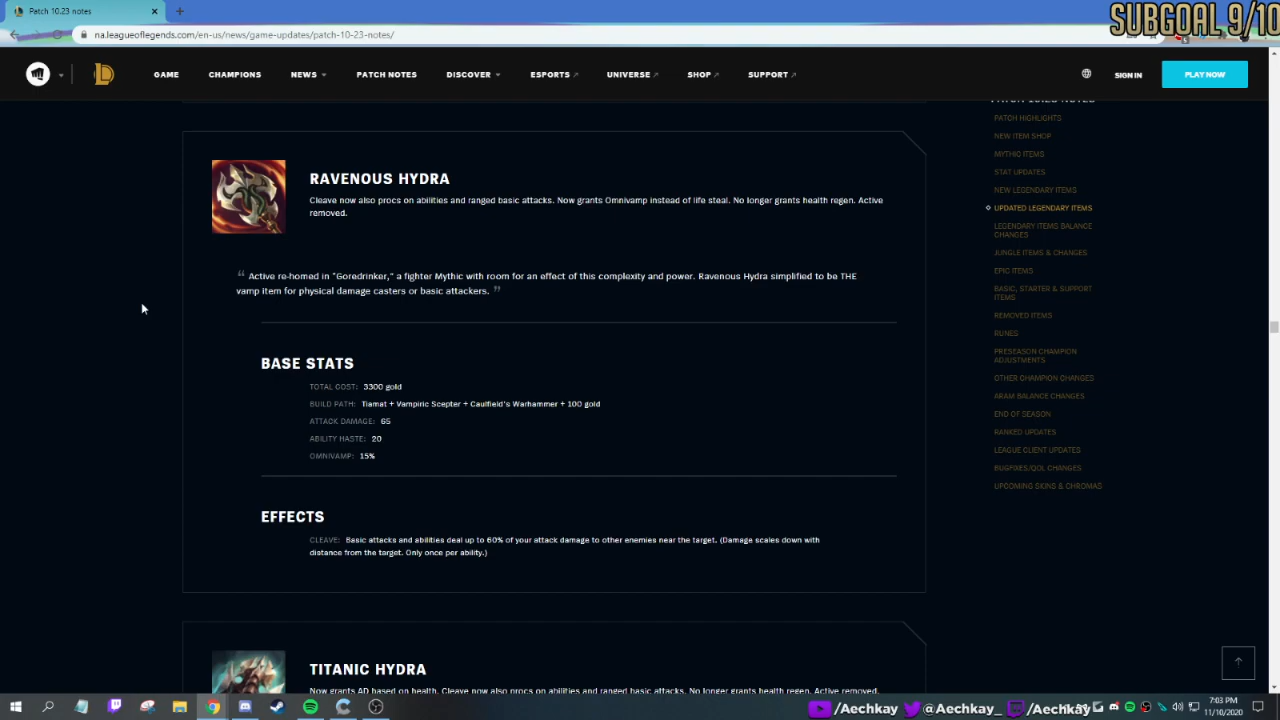 Patch 10.23 notes
SUBGOAL 9/10
na.leagueoflegends.com/en-us/news/game-updates/patch-10-23-notes/
GAME CHAMPIONS NEWS PATCH NOTES DISCOVER ESPORTS UNIVERSE SHOP SUPPORT SIGN IN PLAY NOW
PATCH 10.23 NOTES
PATCH HIGHLIGHTS
NEW ITEM SHOP
MYTHIC ITEMS
STAT UPDATES
NEW LEGENDARY ITEMS
UPDATED LEGENDARY ITEMS
LEGENDARY ITEMS BALANCE
CHANGES
JUNGLE ITEMS & CHANGES
EPIC ITEMS
BASIC, STARTER & SUPPORT
ITEMS
REMOVED ITEMS
RUNES
PRESEASON CHAMPION
ADJUSTMENTS
OTHER CHAMPION CHANGES
ARAM BALANCE CHANGES
END OF SEASON
RANKED UPDATES
LEAGUE CLIENT UPDATES
BUGFIXES/QOL CHANGES
UPCOMING SKINS & CHROMAS
RAVENOUS HYDRA
Cleave now also procs on abilities and ranged basic attacks. Now grants Omnivamp instead of life steal. No longer grants health regen. Active
removed.
“ Active re-homed in "Goredrinker," a fighter Mythic with room for an effect of this complexity and power. Ravenous Hydra simplified to be THE
vamp item for physical damage casters or basic attackers. ”
BASE STATS
TOTAL COST: 3300 gold
BUILD PATH: Tiamat + Vampiric Scepter + Caulfield's Warhammer + 100 gold
ATTACK DAMAGE: 65
ABILITY HASTE: 20
OMNIVAMP: 15%
EFFECTS
CLEAVE: Basic attacks and abilities deal up to 60% of your attack damage to other enemies near the target. (Damage scales down with
distance from the target. Only once per ability.)
TITANIC HYDRA
Now grants AD based on health. Cleave now also procs on abilities and ranged basic attacks. No longer grants health regen. Active removed.
/Aechkay @Aechkay_ /Aechkay
7:03 PM
11/10/2020